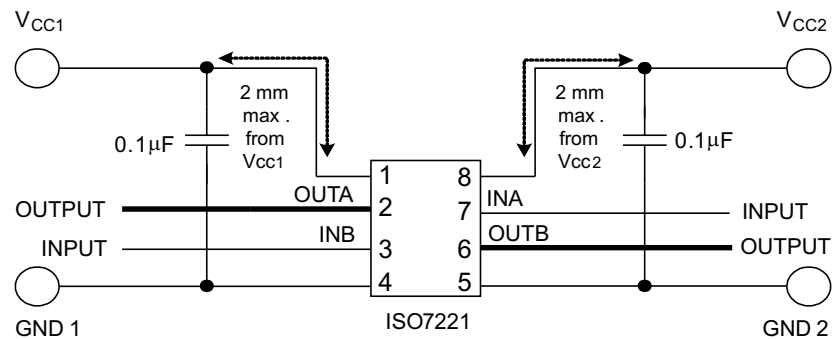 VCC1
VCC2
2 mm
max .
from
Vcc1
2 mm
max .
from
Vcc2
0.1µF
0.1µF
1
8
OUTPUT
OUTA
2
7
INA
INPUT
INPUT
INB
3
6
OUTB
OUTPUT
4
5
GND 1
ISO7221
GND 2